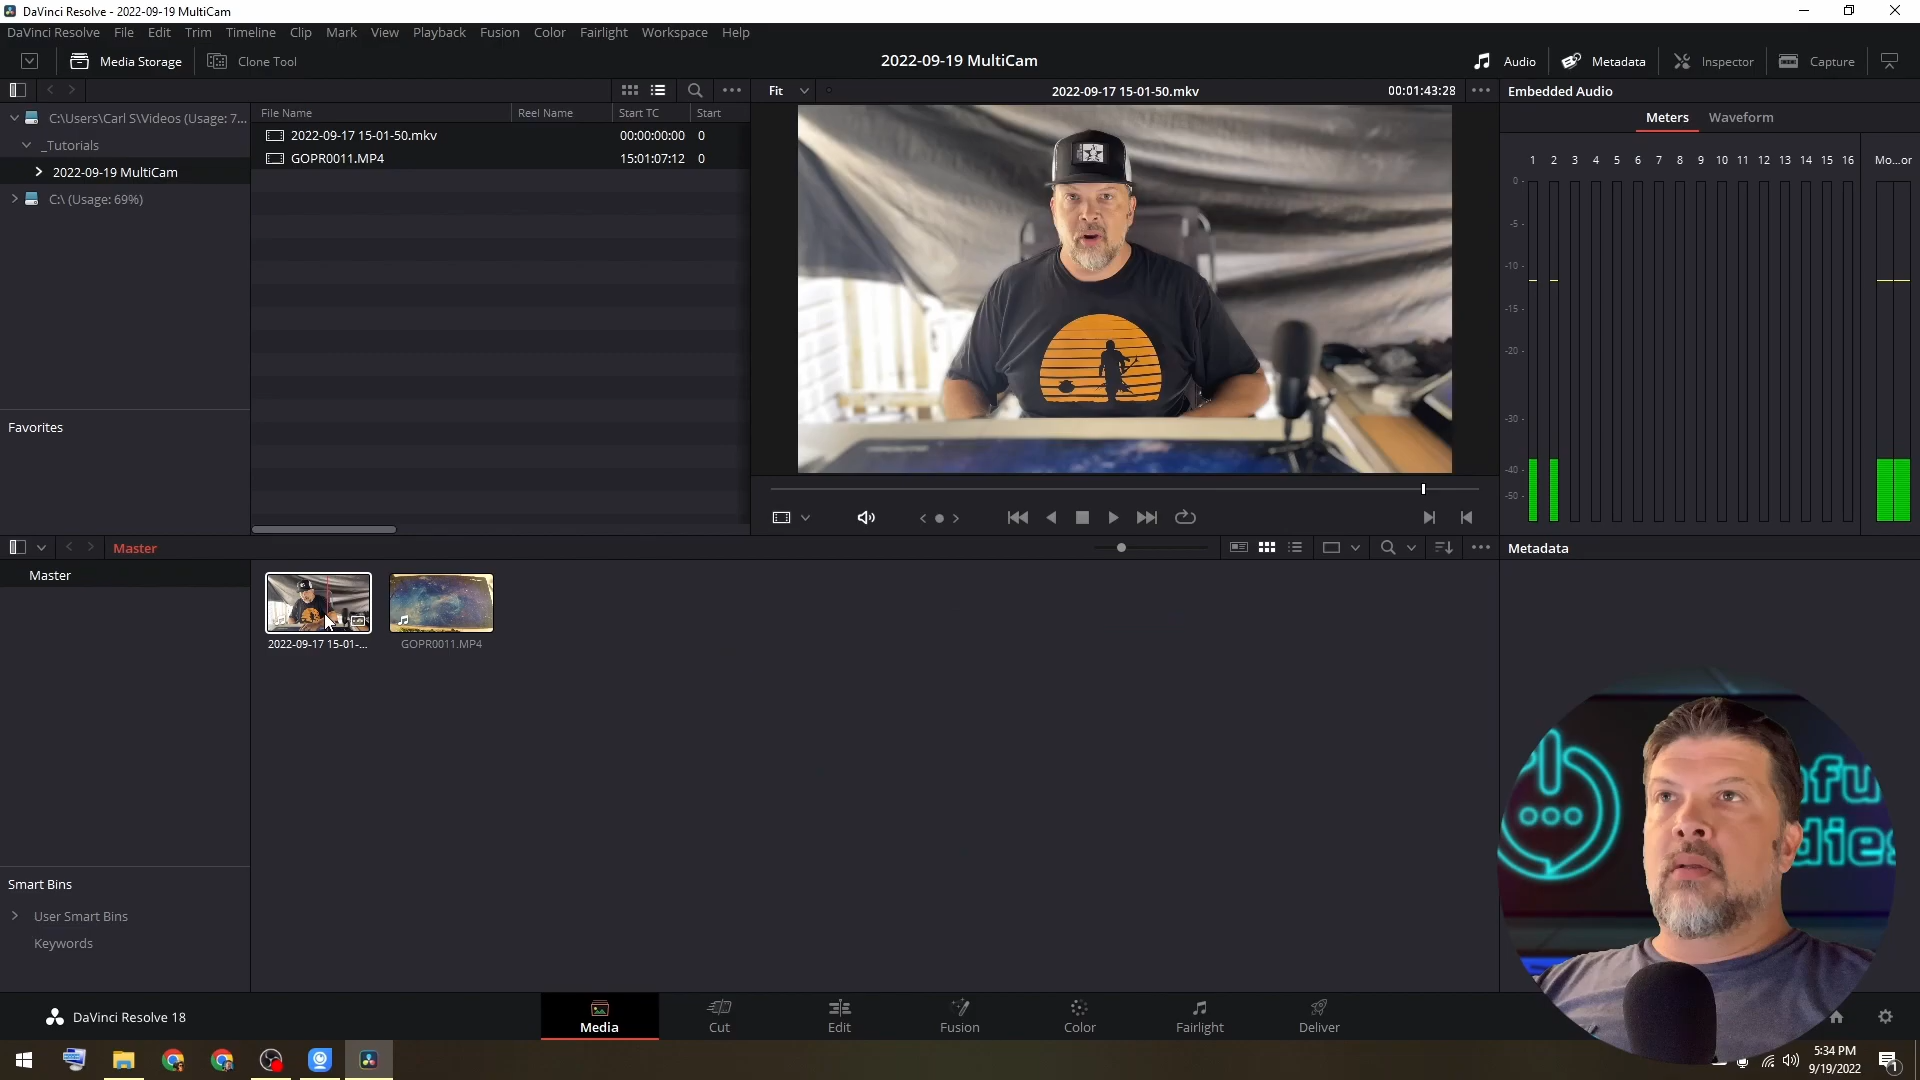 DaVinci Resolve - 2022-09-19 MultiCam
DaVinci Resolve File Edit Trim Timeline Clip Mark View Playback Fusion Color Fairlight Workspace Help
Media Storage Clone Tool 2022-09-19 MultiCam Audio Metadata Inspector Capture
Fit 2022-09-17 15-01-50.mkv 00:01:43:28 Embedded Audio
C:\Users\Carl S\Videos (Usage: 7...
_Tutorials
2022-09-19 MultiCam
C:\ (Usage: 69%)
Favorites
File Name Reel Name Start TC Start
2022-09-17 15-01-50.mkv 00:00:00:00 0
GOPR0011.MP4 15:01:07:12 0
Meters Waveform
1 2 3 4 5 6 7 8 9 10 11 12 13 14 15 16 Mo...or
0
-5
-10
-15
-20
-30
-40
-50
Master
Master
2022-09-17 15-01-...
GOPR0011.MP4
Metadata
Smart Bins
User Smart Bins
Keywords
DaVinci Resolve 18
Media Cut Edit Fusion Color Fairlight Deliver
5:34 PM
9/19/2022
1